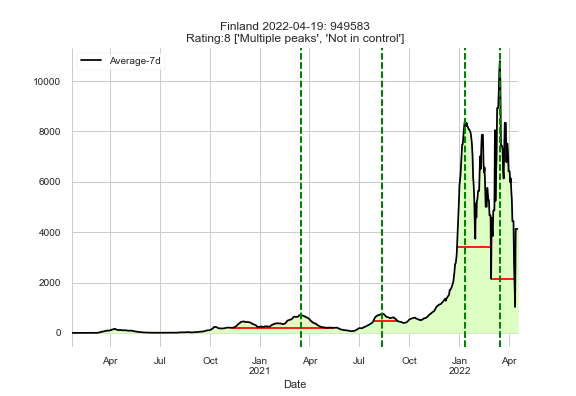 Finland 2022-04-19: 949583
Rating:8 ['Multiple peaks', 'Not in control']
Average-7d
10000
8000
6000
4000
2000
0
Apr Jul Oct Jan Apr Jul Oct Jan Apr
2021 2022
Date